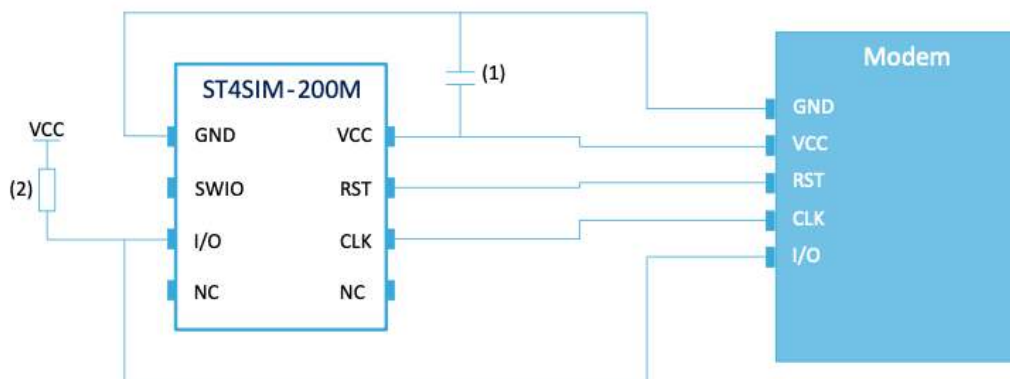 ST4SIM-200M
GND
SWIO
I/O
NC
VCC
RST
CLK
NC
(1)
VCC
(2)
Modem
GND
VCC
RST
CLK
I/O